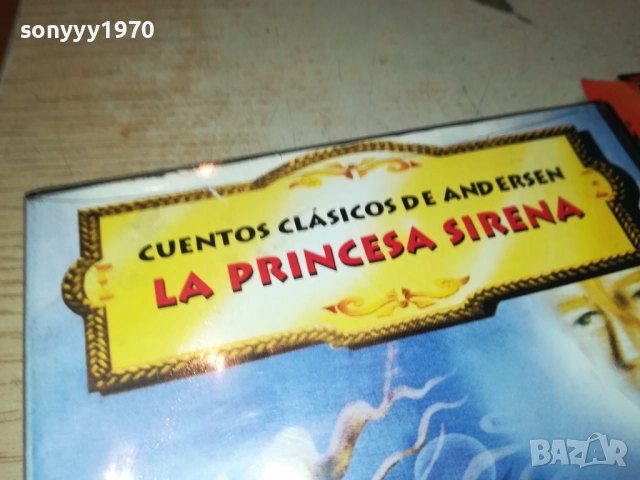 sonyyy1970
CUENTOS CLÁSICOS DE ANDERSEN
LA PRINCESA SIRENA
BAZAR